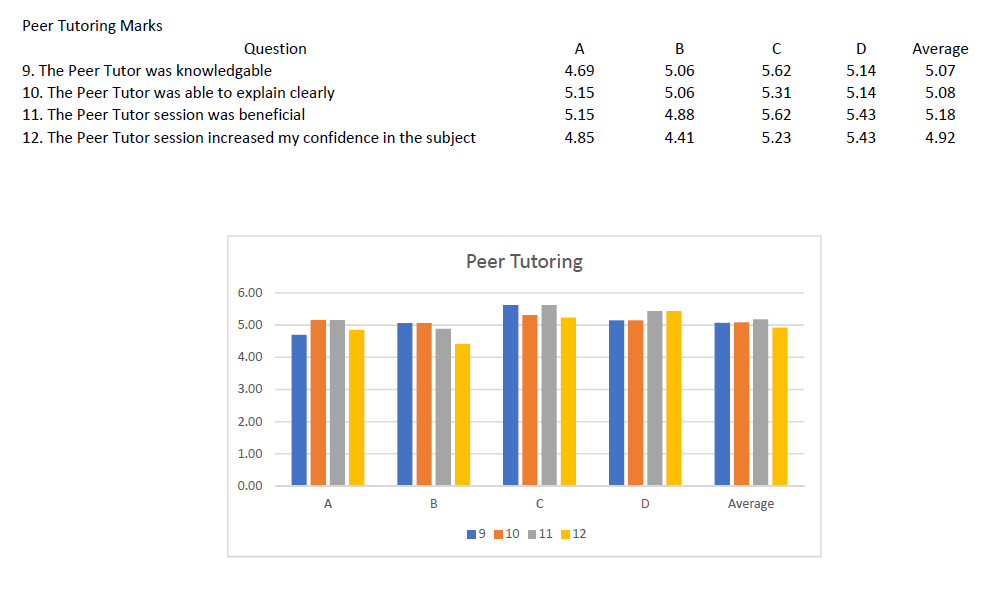 Peer Tutoring Marks
Question A B C D Average
9. The Peer Tutor was knowledgable 4.69 5.06 5.62 5.14 5.07
10. The Peer Tutor was able to explain clearly 5.15 5.06 5.31 5.14 5.08
11. The Peer Tutor session was beneficial 5.15 4.88 5.62 5.43 5.18
12. The Peer Tutor session increased my confidence in the subject 4.85 4.41 5.23 5.43 4.92
Peer Tutoring
6.00
5.00
4.00
3.00
2.00
1.00
0.00
A B C D Average
9 10 11 12